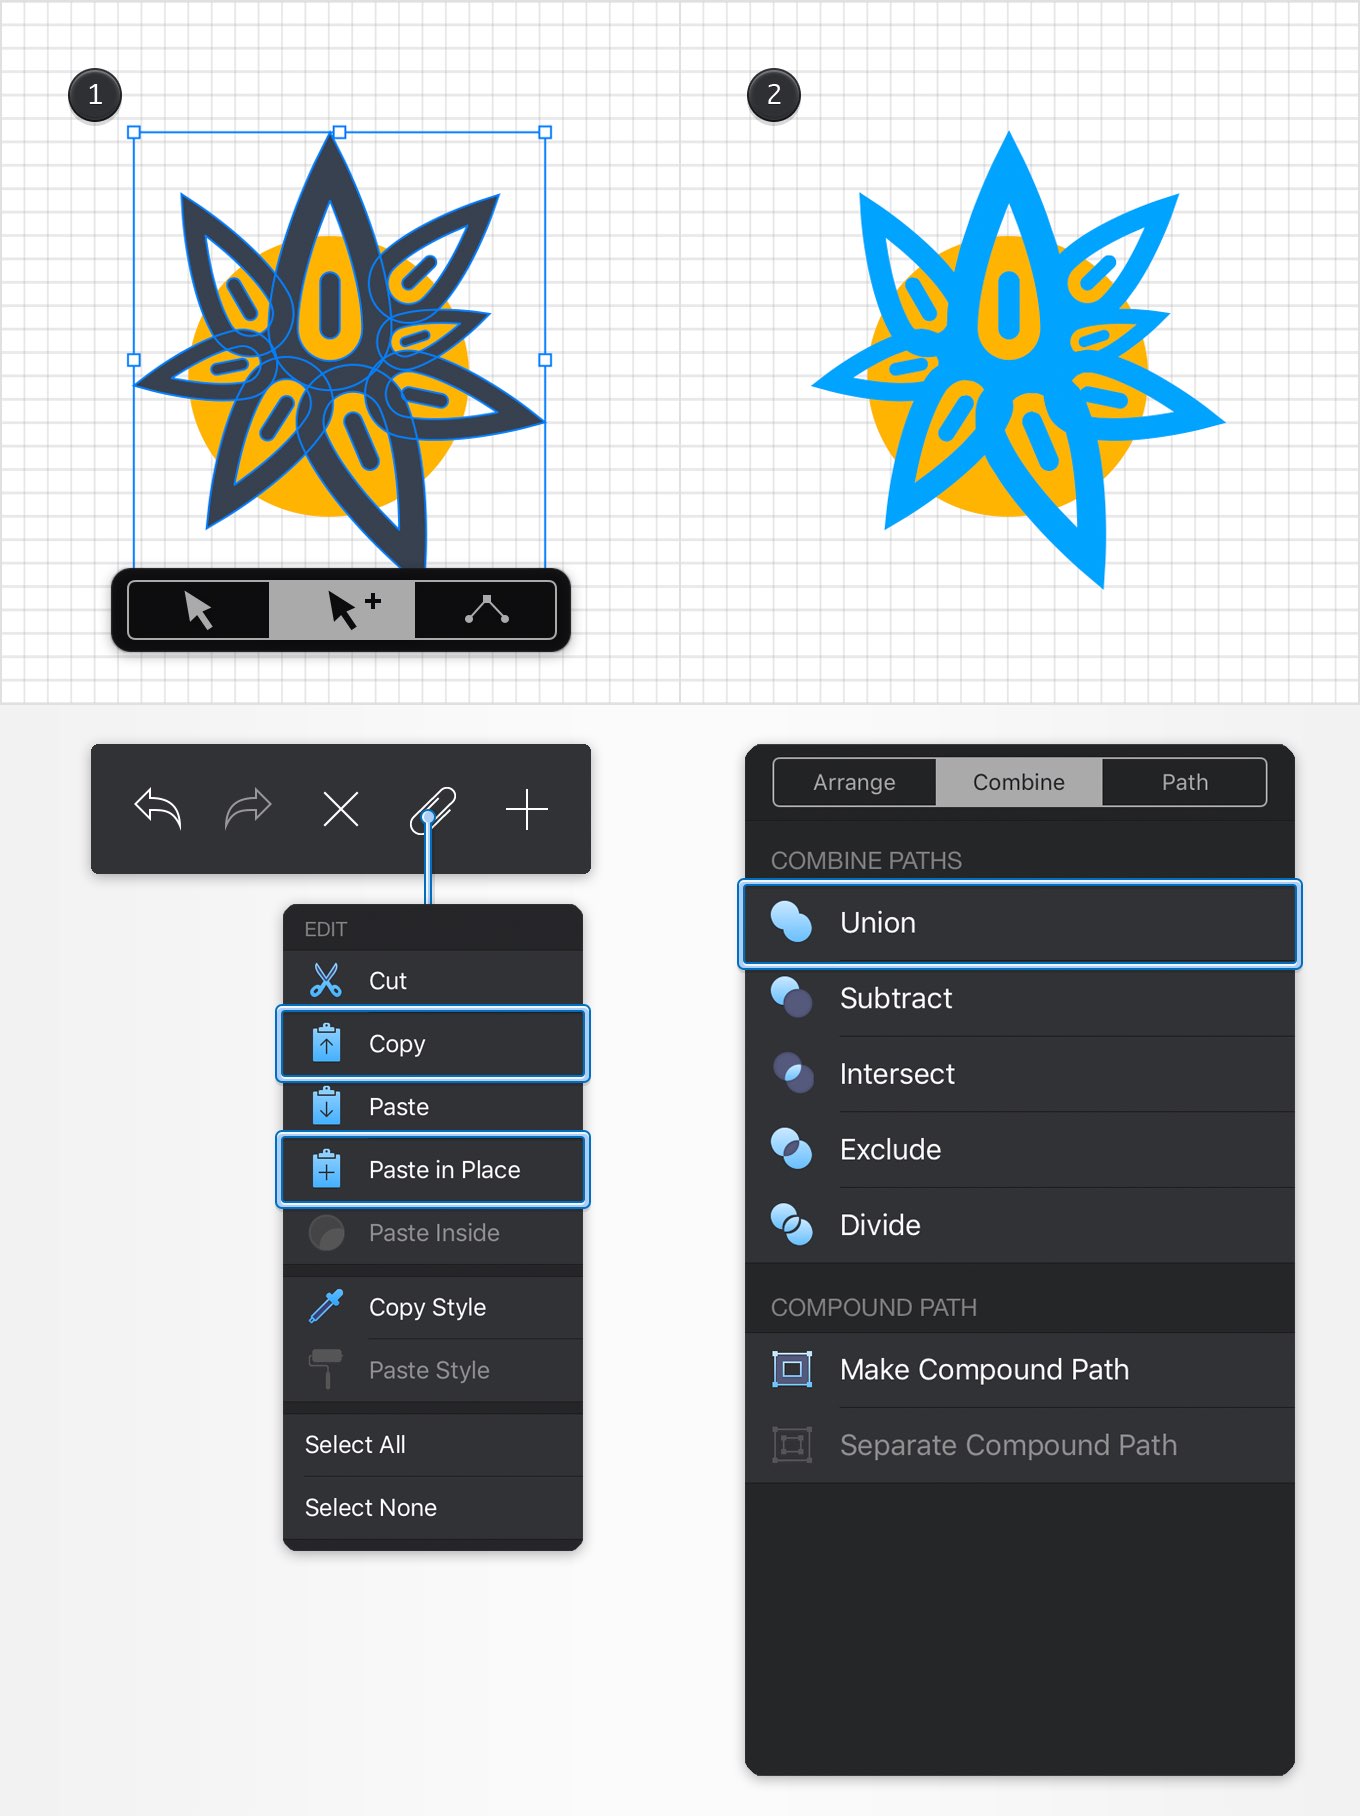 1
2
EDIT
Cut
Copy
Paste
Paste in Place
Paste Inside
Copy Style
Paste Style
Select All
Select None
Arrange
Combine
Path
COMBINE PATHS
Union
Subtract
Intersect
Exclude
Divide
COMPOUND PATH
Make Compound Path
Separate Compound Path